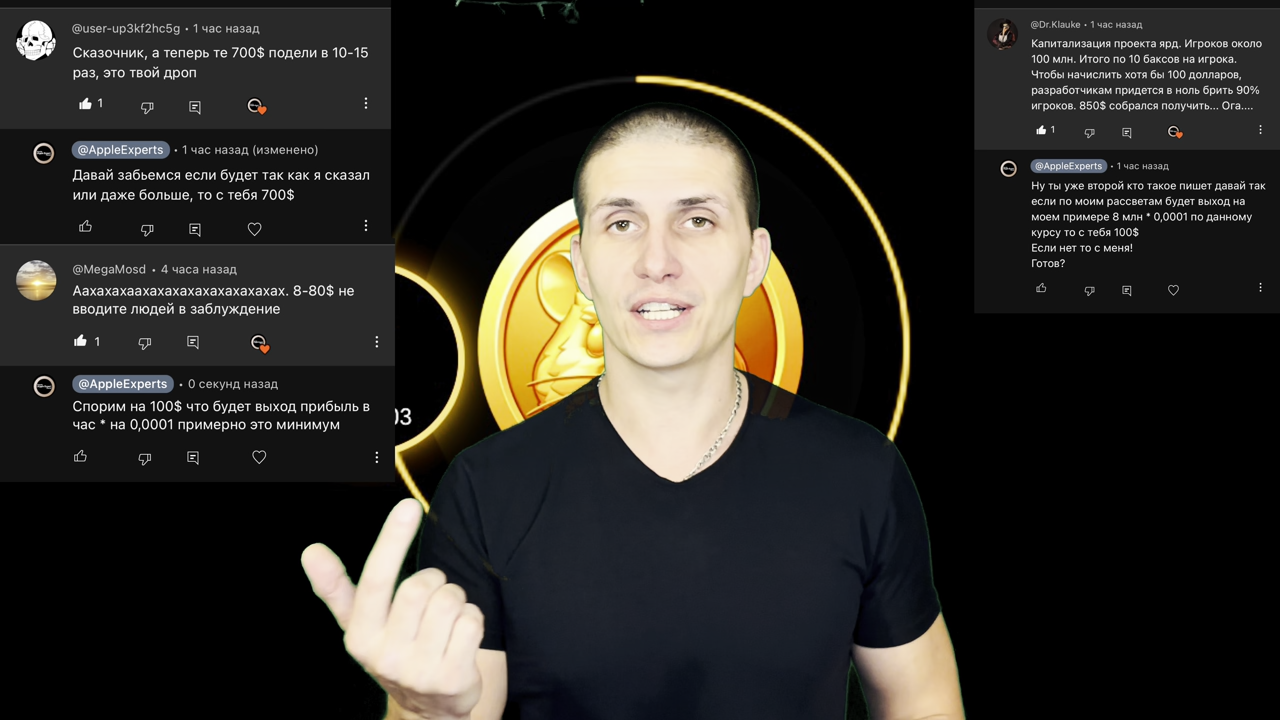 @user-up3kf2hc5g • 1 час назад
Сказочник, а теперь те 700$ подели в 10-15
раз, это твой дроп
1
@AppleExperts • 1 час назад (изменено)
Давай забьемся если будет так как я сказал
или даже больше, то с тебя 700$
@MegaMosd • 4 часа назад
Аахахахаахахахахахахахахахах. 8-80$ не
вводите людей в заблуждение
1
@AppleExperts • 0 секунд назад
Спорим на 100$ что будет выход прибыль в
час * на 0,0001 примерно это минимум
03
@Dr.Klauke • 1 час назад
Капитализация проекта ярд. Игроков около
100 млн. Итого по 10 баксов на игрока.
Чтобы начислить хотя бы 100 долларов,
разработчикам придется в ноль брить 90%
игроков. 850$ собрался получить... Ога....
1
@AppleExperts • 1 час назад
Ну ты уже второй кто такое пишет давай так
если по моим рассветам будет выход на
моем примере 8 млн * 0,0001 по данному
курсу то с тебя 100$
Если нет то с меня!
Готов?